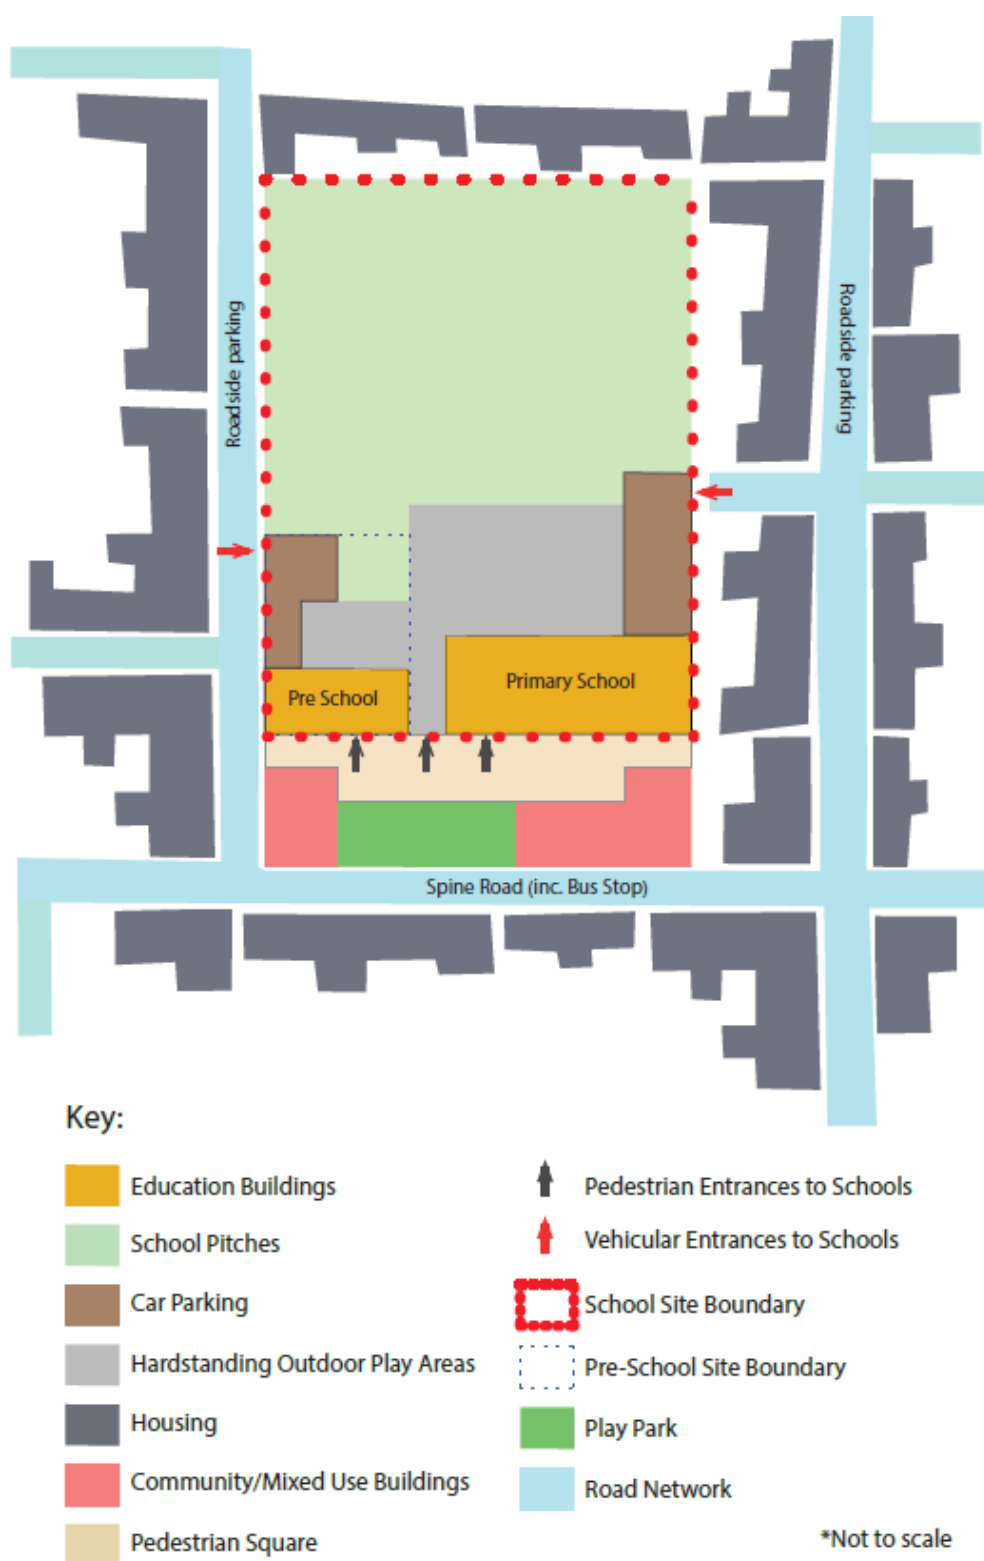 Roadside parking
Roadside parking
Pre School
Primary School
Spine Road (inc. Bus Stop)
Key:
Education Buildings
School Pitches
Car Parking
Hardstanding Outdoor Play Areas
Housing
Community/Mixed Use Buildings
Pedestrian Square
Pedestrian Entrances to Schools
Vehicular Entrances to Schools
School Site Boundary
Pre-School Site Boundary
Play Park
Road Network
*Not to scale